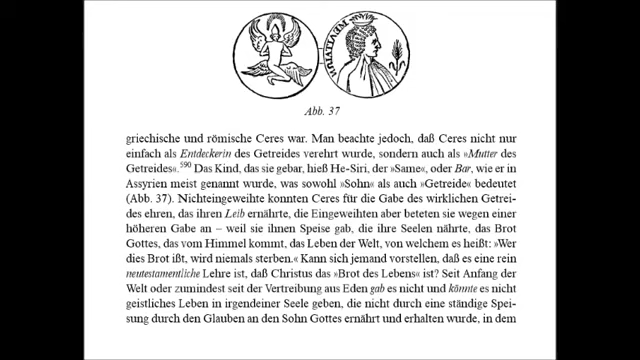 Abb. 37
griechische und römische Ceres war. Man beachte jedoch, daß Ceres nicht nur
einfach als Entdeckerin des Getreides verehrt wurde, sondern auch als »Mutter des
Getreides«.590 Das Kind, das sie gebar, hieß He-Siri, der »Same«, oder Bar, wie er in
Assyrien meist genannt wurde, was sowohl »Sohn« als auch »Getreide« bedeutet
(Abb. 37). Nichteingeweihte konnten Ceres für die Gabe des wirklichen Getrei-
des ehren, das ihren Leib ernährte, die Eingeweihten aber beteten sie wegen einer
höheren Gabe an – weil sie ihnen Speise gab, die ihre Seelen nährte, das Brot
Gottes, das vom Himmel kommt, das Leben der Welt, von welchem es heißt: »Wer
dies Brot ißt, wird niemals sterben.« Kann sich jemand vorstellen, daß es eine rein
neutestamentliche Lehre ist, daß Christus das »Brot des Lebens« ist? Seit Anfang der
Welt oder zumindest seit der Vertreibung aus Eden gab es nicht und könnte es nicht
geistliches Leben in irgendeiner Seele geben, die nicht durch eine ständige Spei-
sung durch den Glauben an den Sohn Gottes ernährt und erhalten wurde, in dem